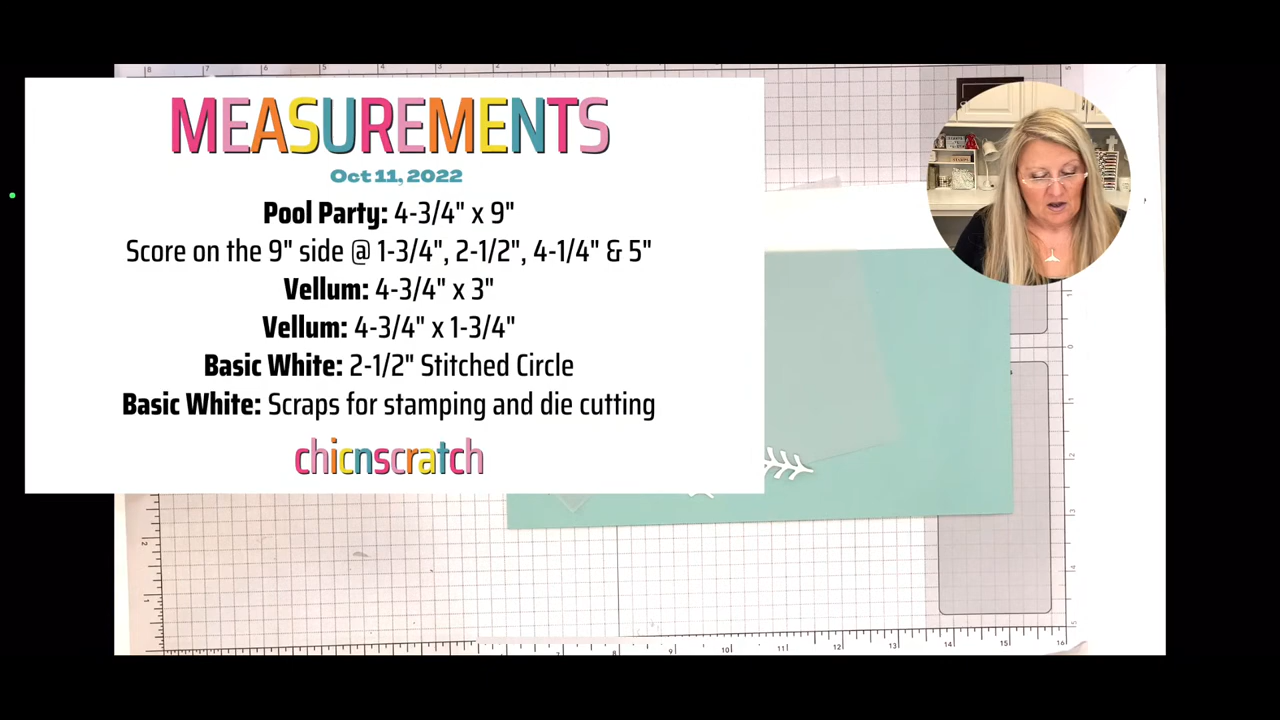 MEASUREMENTS
Oct 11, 2022
Pool Party: 4-3/4" x 9"
Score on the 9" side @ 1-3/4", 2-1/2", 4-1/4" & 5"
Vellum: 4-3/4" x 3"
Vellum: 4-3/4" x 1-3/4"
Basic White: 2-1/2" Stitched Circle
Basic White: Scraps for stamping and die cutting
chicnscratch